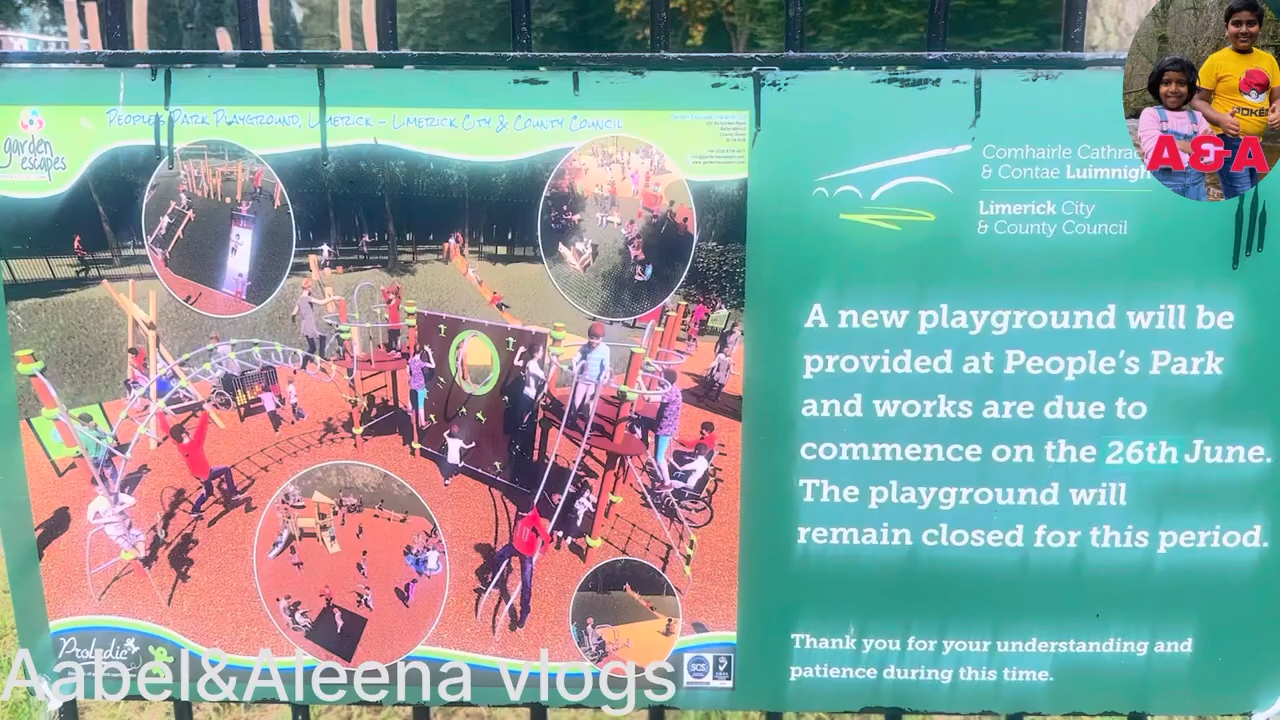 garden
escapes
People's Park Playground, Limerick – Limerick City & County Council
Comhairle Cathrac
& Contae Luimnigh
Limerick City
& County Council
A&A
POKÉ
A new playground will be
provided at People's Park
and works are due to
commence on the 26th June.
The playground will
remain closed for this period.
Thank you for your understanding and
patience during this time.
Proludic
SCS
Aabel&Aleena vlogs